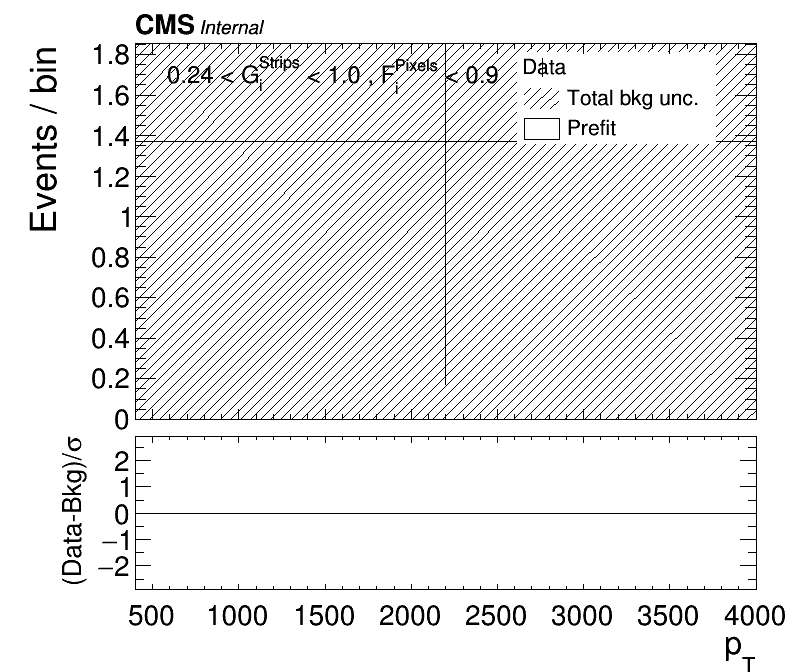 CMS Internal
0.24 < G_i^Strips < 1.0 , F_i^Pixels < 0.9
Data
Total bkg unc.
Prefit
Events / bin
1.8
1.6
1.4
1.2
1
0.8
0.6
0.4
0.2
0
(Data-Bkg)/σ
2
1
0
−1
−2
500 1000 1500 2000 2500 3000 3500 4000
p_T